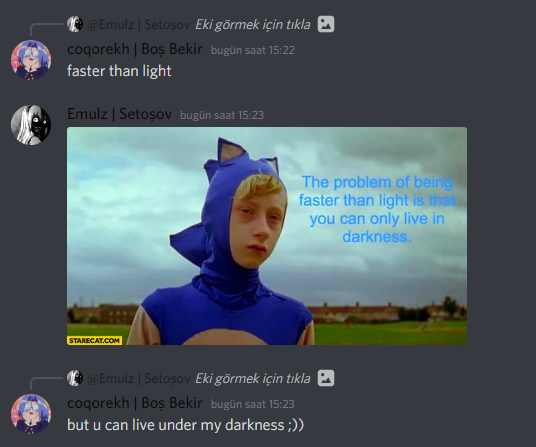 @Emulz | Setoşov Eki görmek için tıkla
coqorekh | Boş Bekir bugün saat 15:22
faster than light
Emulz | Setoşov bugün saat 15:23
The problem of being
faster than light is that
you can only live in
darkness.
STARECAT.COM
@Emulz | Setoşov Eki görmek için tıkla
coqorekh | Boş Bekir bugün saat 15:23
but u can live under my darkness ;))